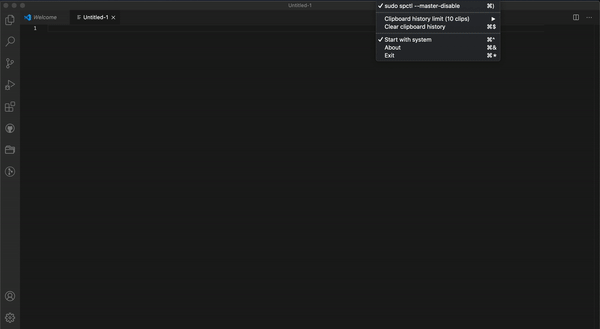 Untitled-1
✓ sudo spctl --master-disable ⌘)
Welcome
Untitled-1
Clipboard history limit (10 clips) ▶
Clear clipboard history ⌘$
1
✓ Start with system ⌘^
About ⌘&
Exit ⌘*